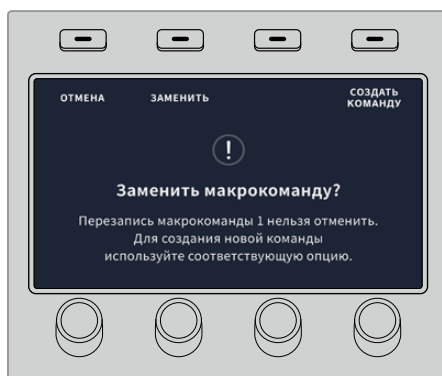 ОТМЕНА ЗАМЕНИТЬ СОЗДАТЬ КОМАНДУ
!
Заменить макрокоманду?
Перезапись макрокоманды 1 нельзя отменить.
Для создания новой команды
используйте соответствующую опцию.